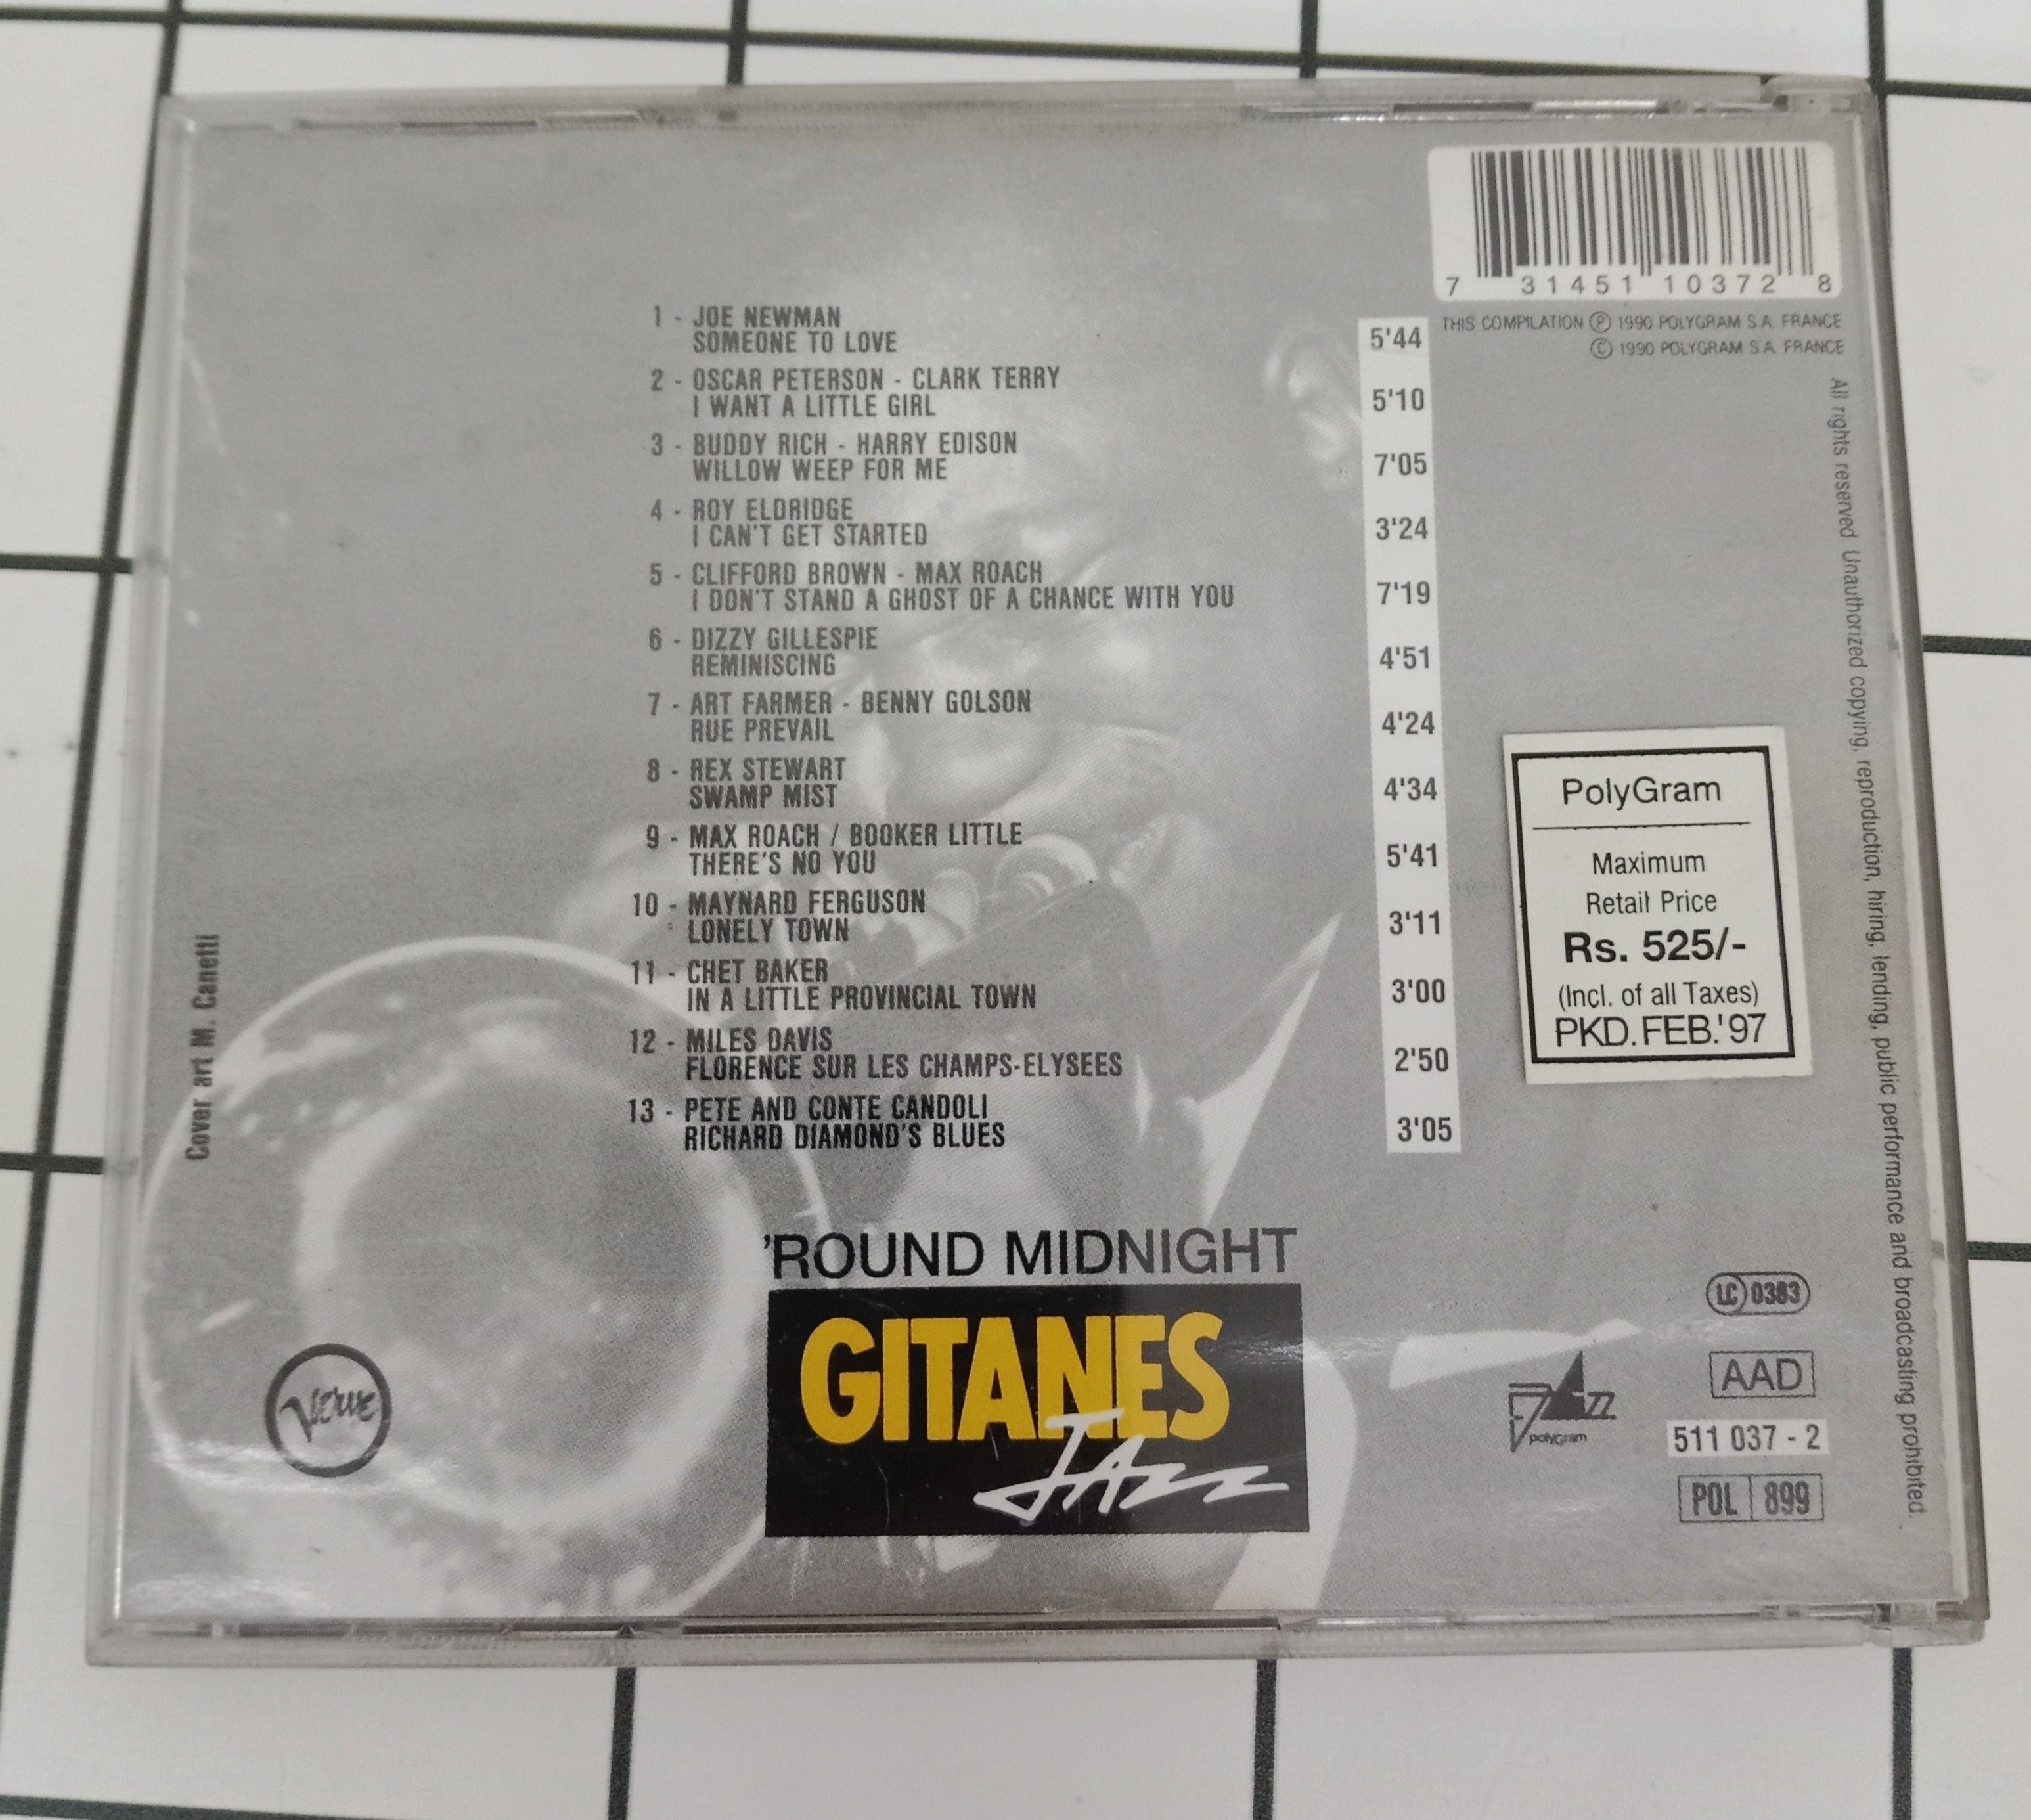 7 31451 10372 8
THIS COMPILATION Ⓟ 1990 POLYGRAM S.A. FRANCE
© 1990 POLYGRAM S.A. FRANCE
All rights reserved. Unauthorized copying, reproduction, hiring, lending, public performance and broadcasting prohibited.
1 - JOE NEWMAN
SOMEONE TO LOVE 5'44
2 - OSCAR PETERSON - CLARK TERRY
I WANT A LITTLE GIRL 5'10
3 - BUDDY RICH - HARRY EDISON
WILLOW WEEP FOR ME 7'05
4 - ROY ELDRIDGE
I CAN'T GET STARTED 3'24
5 - CLIFFORD BROWN - MAX ROACH
I DON'T STAND A GHOST OF A CHANCE WITH YOU 7'19
6 - DIZZY GILLESPIE
REMINISCING 4'51
7 - ART FARMER - BENNY GOLSON
RUE PREVAIL 4'24
8 - REX STEWART
SWAMP MIST 4'34
9 - MAX ROACH / BOOKER LITTLE
THERE'S NO YOU 5'41
10 - MAYNARD FERGUSON
LONELY TOWN 3'11
11 - CHET BAKER
IN A LITTLE PROVINCIAL TOWN 3'00
12 - MILES DAVIS
FLORENCE SUR LES CHAMPS-ELYSEES 2'50
13 - PETE AND CONTE CANDOLI
RICHARD DIAMOND'S BLUES 3'05
PolyGram
Maximum
Retail Price
Rs. 525/-
(Incl. of all Taxes)
PKD. FEB.'97
Cover art M. Canetti
'ROUND MIDNIGHT
GITANES
JAZZ
VERVE
JAZZ
polygram
LC 0383
AAD
511 037 - 2
POL 899